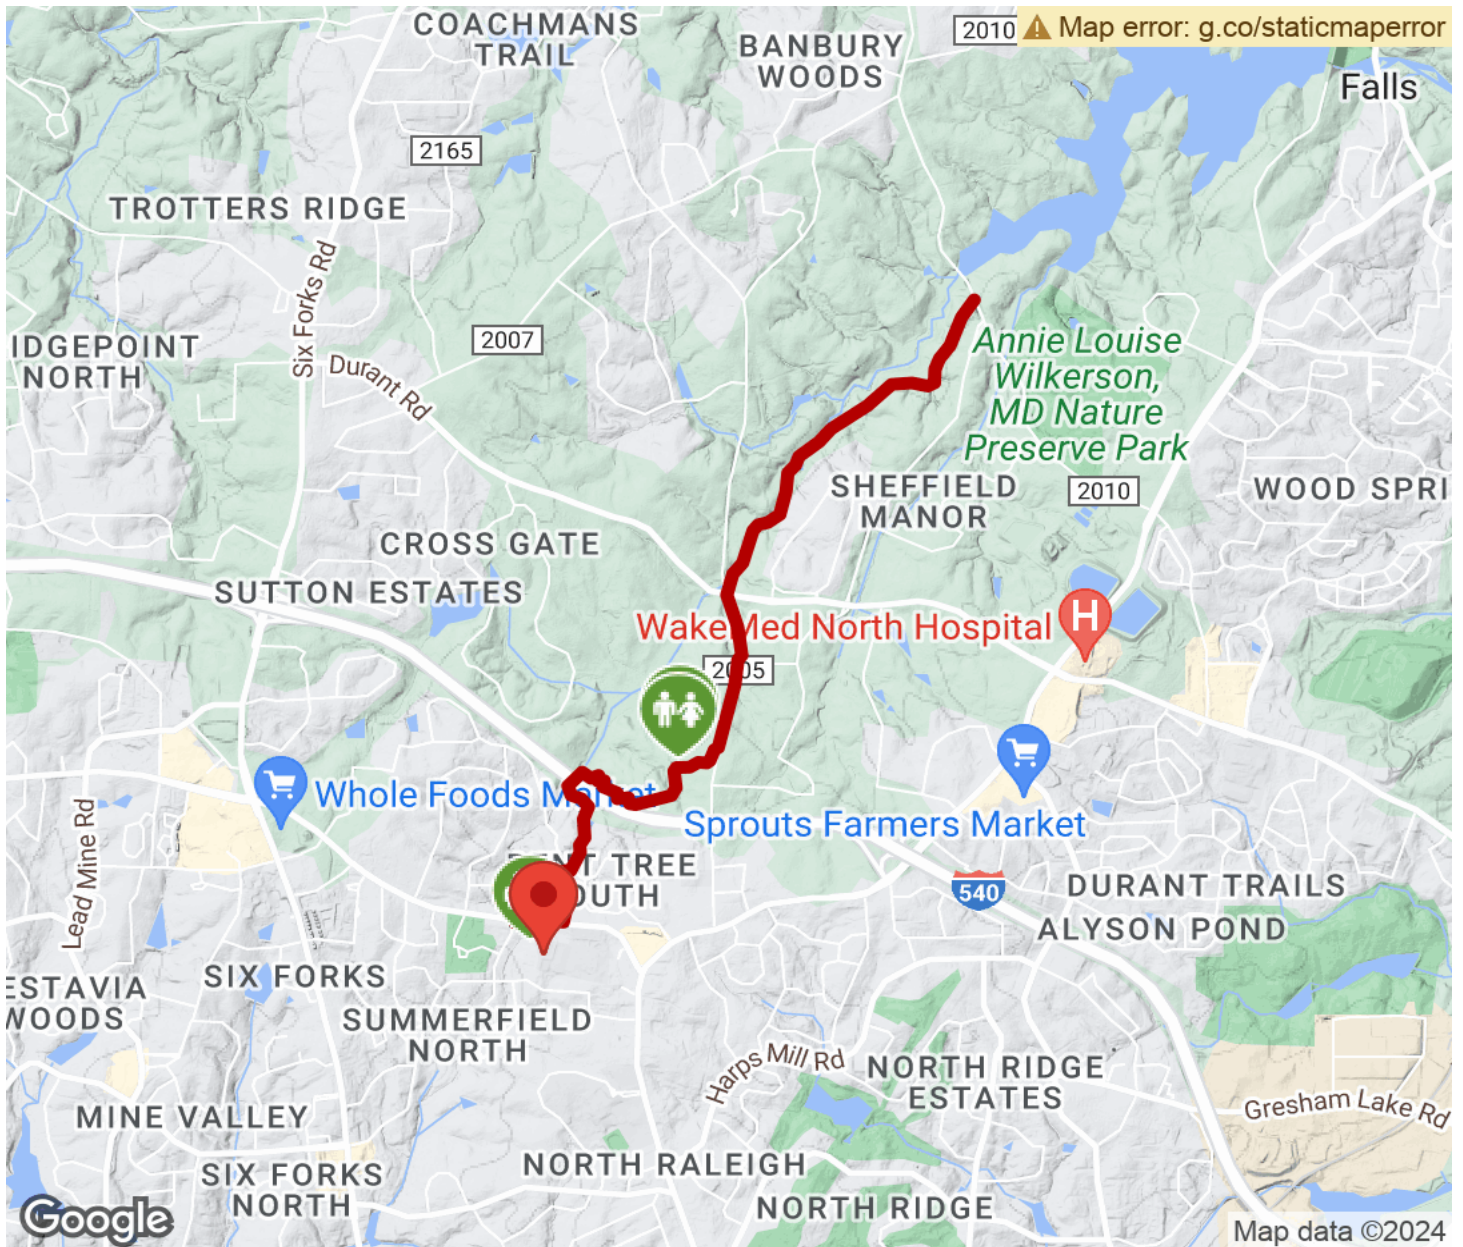 COACHMANS
TRAIL
BANBURY
WOODS
2010
Map error: g.co/staticmaperror
Falls
2165
TROTTERS RIDGE
Six Forks Rd
2007
IDGEPOINT
NORTH
Durant Rd
Annie Louise
Wilkerson,
MD Nature
Preserve Park
SHEFFIELD
MANOR
2010
WOOD SPRI
CROSS GATE
SUTTON ESTATES
WakeMed North Hospital
H
2005
Whole Foods Market
Sprouts Farmers Market
Lead Mine Rd
TREE
540
DURANT TRAILS
ALYSON POND
ESTAVIA
WOODS
SIX FORKS
SUMMERFIELD
NORTH
Harps Mill Rd
NORTH RIDGE
ESTATES
Gresham Lake Rd
MINE VALLEY
SIX FORKS
NORTH
NORTH RALEIGH
NORTH RIDGE
Google
Map data ©2024